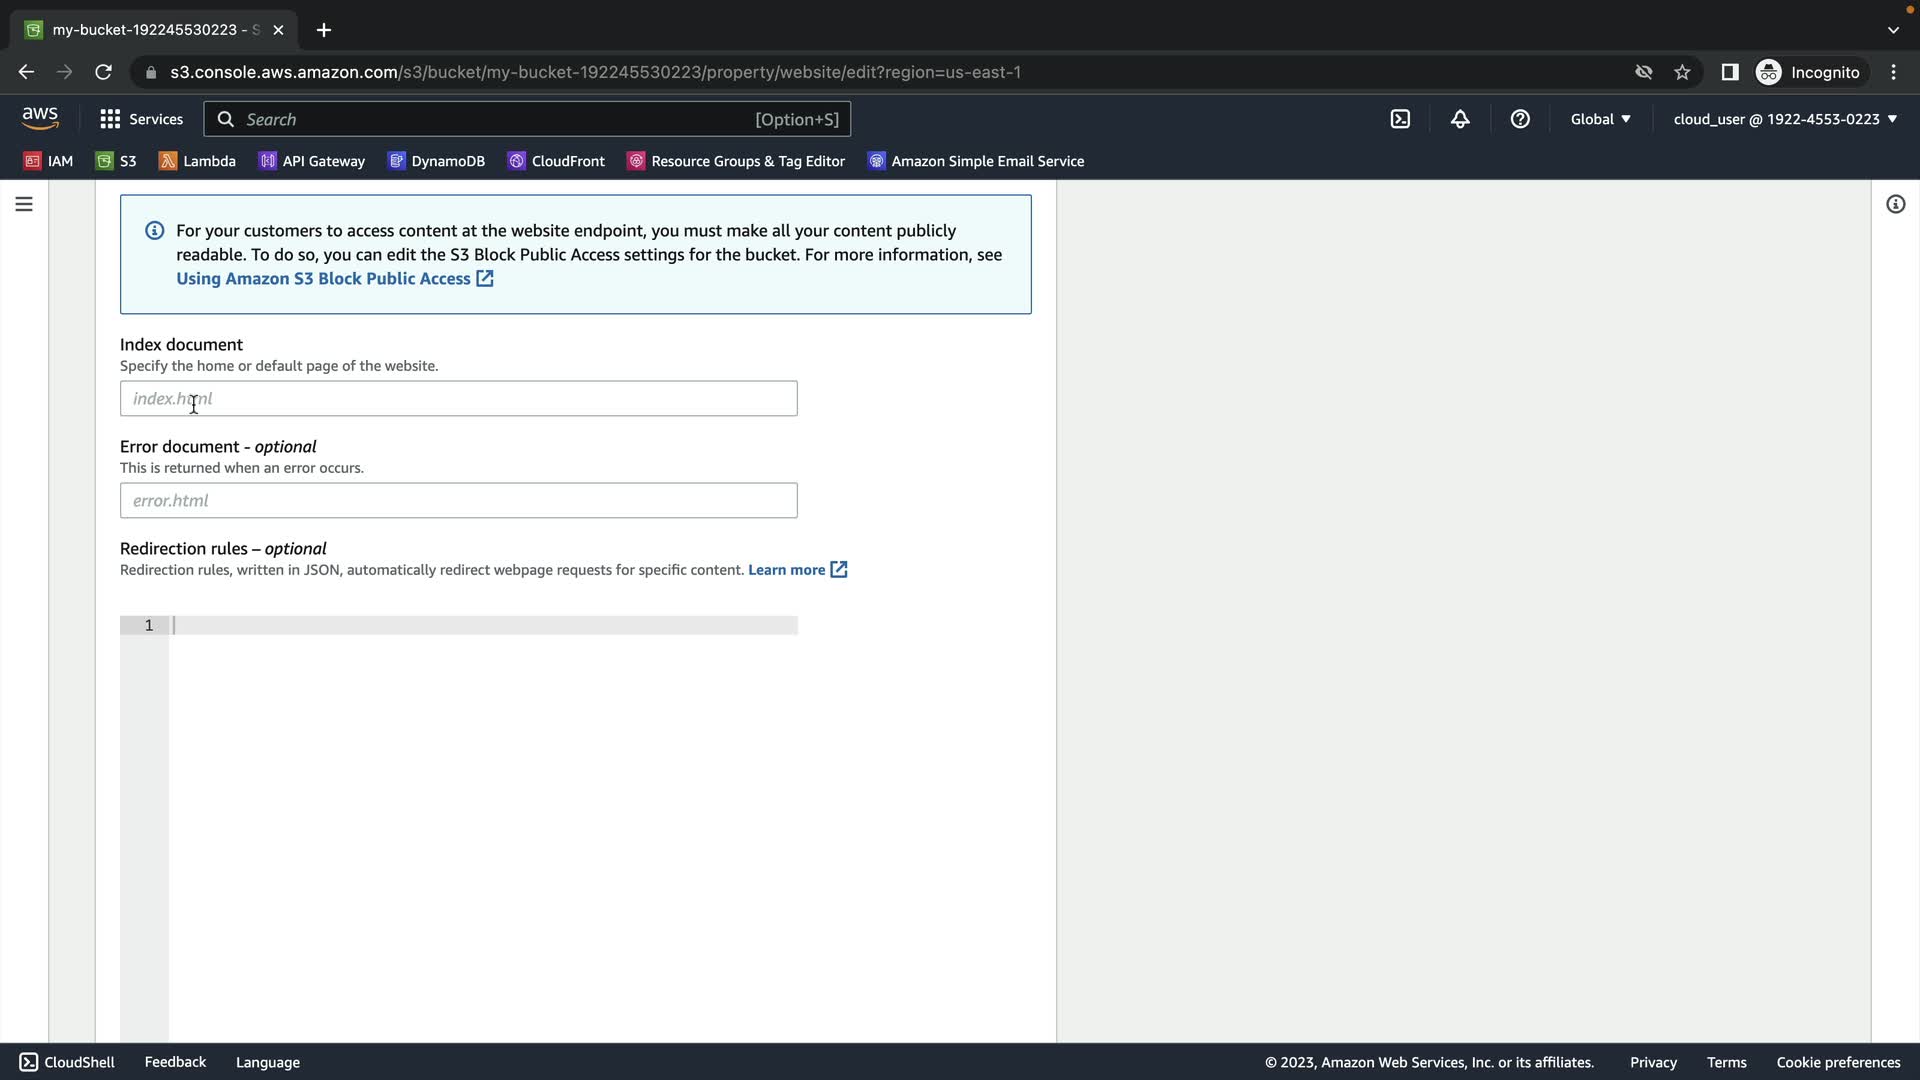 my-bucket-192245530223 - S
s3.console.aws.amazon.com/s3/bucket/my-bucket-192245530223/property/website/edit?region=us-east-1
Incognito
aws
Services
Search
[Option+S]
Global
cloud_user @ 1922-4553-0223
IAM
S3
Lambda
API Gateway
DynamoDB
CloudFront
Resource Groups & Tag Editor
Amazon Simple Email Service
For your customers to access content at the website endpoint, you must make all your content publicly
readable. To do so, you can edit the S3 Block Public Access settings for the bucket. For more information, see
Using Amazon S3 Block Public Access
Index document
Specify the home or default page of the website.
index.html
Error document - optional
This is returned when an error occurs.
error.html
Redirection rules – optional
Redirection rules, written in JSON, automatically redirect webpage requests for specific content. Learn more
1
CloudShell
Feedback
Language
© 2023, Amazon Web Services, Inc. or its affiliates.
Privacy
Terms
Cookie preferences